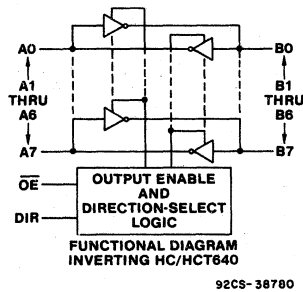 A0 B0
A1 B1
THRU THRU
A6 B6
A7 B7
OE
DIR
OUTPUT ENABLE
AND
DIRECTION-SELECT
LOGIC
FUNCTIONAL DIAGRAM
INVERTING HC/HCT640
92CS-38780